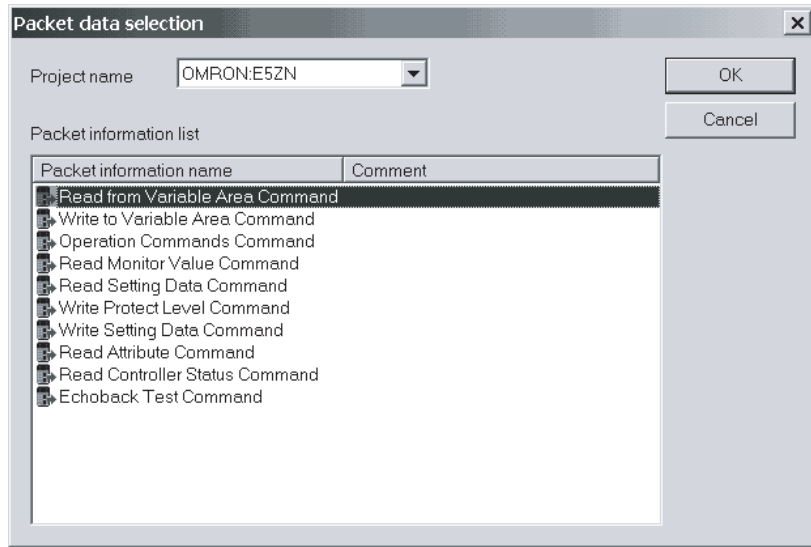 Packet data selection
Project name
OMRON:E5ZN
OK
Cancel
Packet information list
Packet information name Comment
Read from Variable Area Command
Write to Variable Area Command
Operation Commands Command
Read Monitor Value Command
Read Setting Data Command
Write Protect Level Command
Write Setting Data Command
Read Attribute Command
Read Controller Status Command
Echoback Test Command